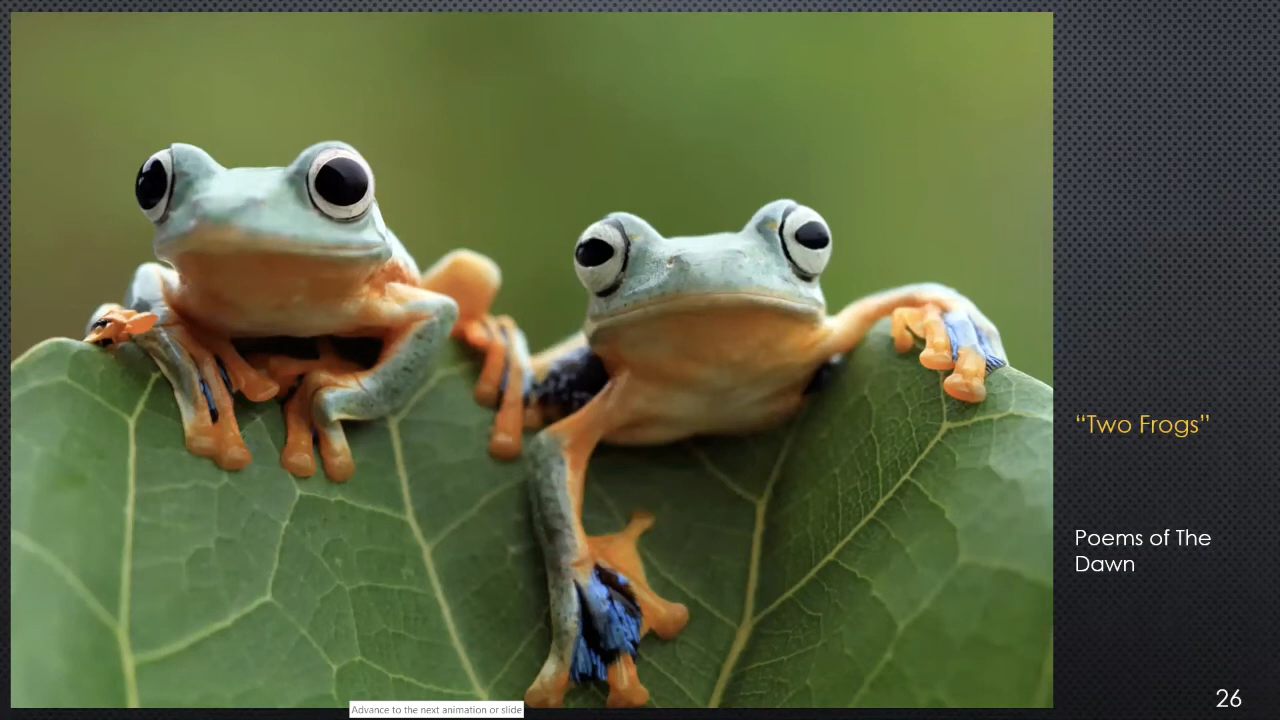 “Two Frogs”
Poems of The
Dawn
26
Advance to the next animation or slide